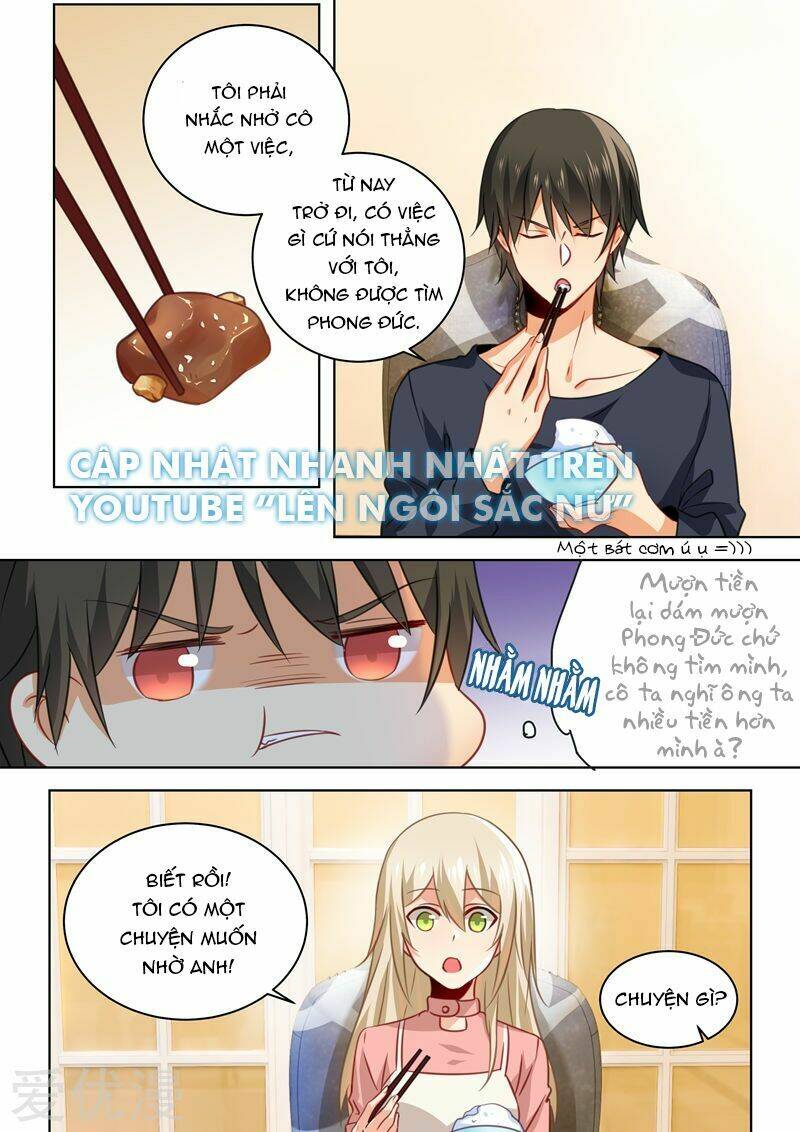 TÔI PHẢI
NHẮC NHỞ CÔ
MỘT VIỆC,
TỪ NAY
TRỞ ĐI, CÓ VIỆC
GÌ CỨ NÓI THẲNG
VỚI TÔI,
KHÔNG ĐƯỢC TÌM
PHONG ĐỨC.
CẬP NHẬT NHANH NHẤT TRÊN
YOUTUBE "LÊN NGÔI SẮC NỮ"
Một bát cơm ú ụ =)))
Mượn tiền
lại dám mượn
Phong Đức chứ
không tìm mình,
cô ta nghĩ ông ta
nhiều tiền hơn
mình à?
NHẰM NHẰM
BIẾT RỒI!
TÔI CÓ MỘT
CHUYỆN MUỐN
NHỜ ANH!
CHUYỆN GÌ?
爱优漫